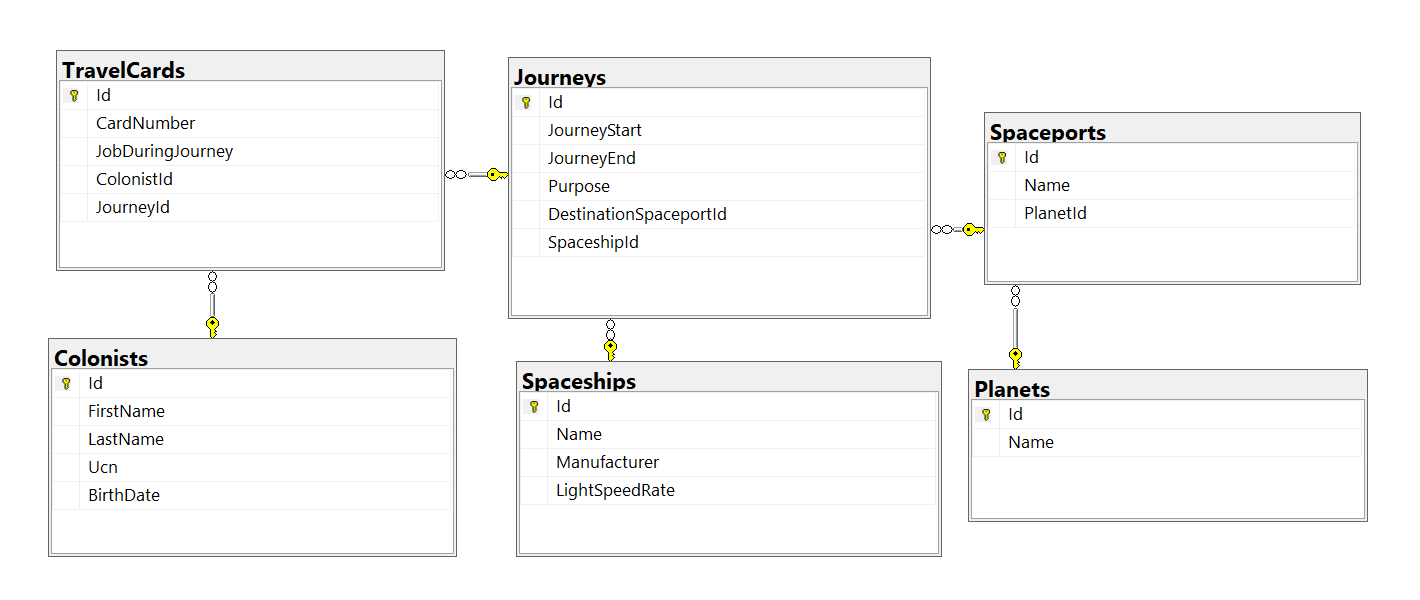 TravelCards
Id
CardNumber
JobDuringJourney
ColonistId
JourneyId
Journeys
Id
JourneyStart
JourneyEnd
Purpose
DestinationSpaceportId
SpaceshipId
Spaceports
Id
Name
PlanetId
Colonists
Id
FirstName
LastName
Ucn
BirthDate
Spaceships
Id
Name
Manufacturer
LightSpeedRate
Planets
Id
Name